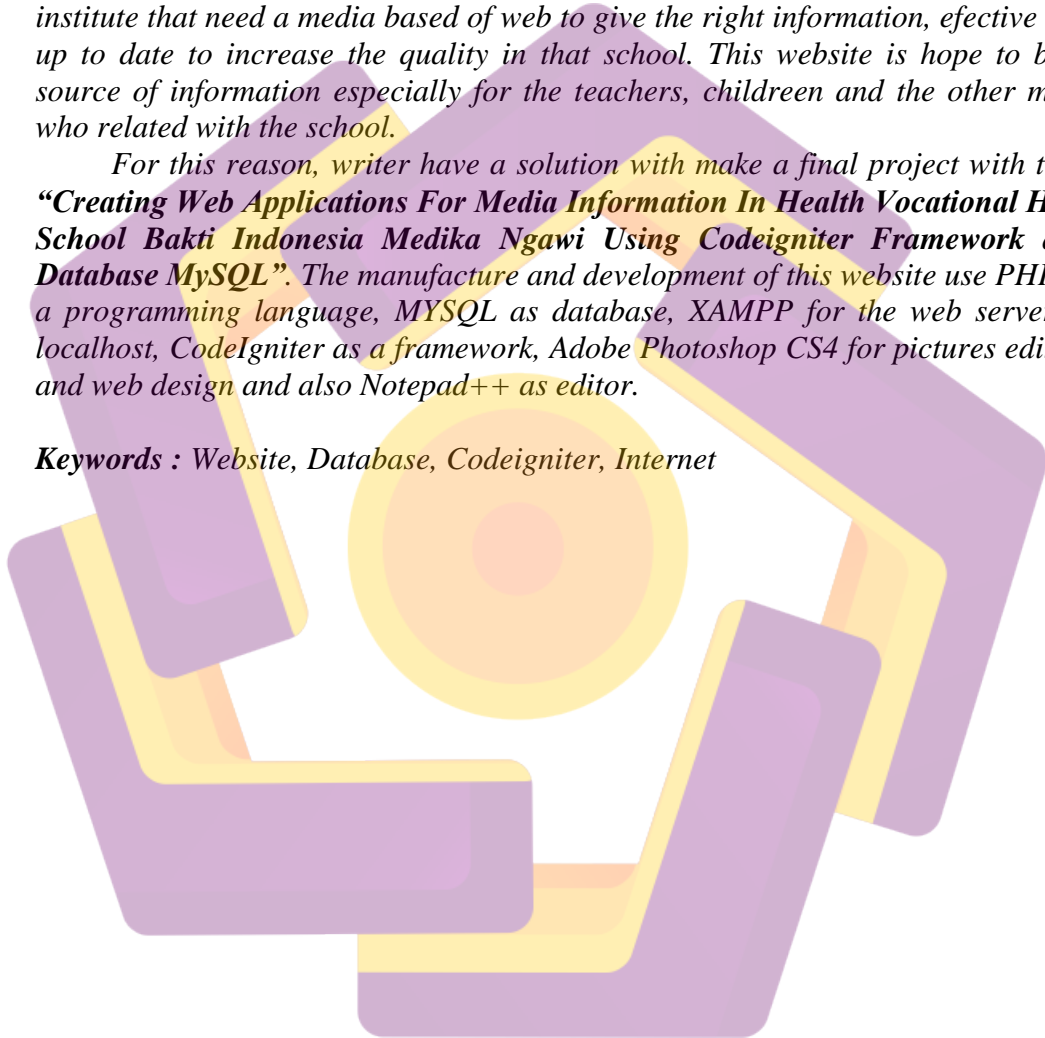 institute that need a media based of web to give the right information, efective
up to date to increase the quality in that school. This website is hope to b
source of information especially for the teachers, childreen and the other m
who related with the school.
For this reason, writer have a solution with make a final project with t
“Creating Web Applications For Media Information In Health Vocational H
School Bakti Indonesia Medika Ngawi Using Codeigniter Framework
Database MySQL”. The manufacture and development of this website use PHP
a programming language, MYSQL as database, XAMPP for the web server
localhost, CodeIgniter as a framework, Adobe Photoshop CS4 for pictures edi
and web design and also Notepad++ as editor.
Keywords : Website, Database, Codeigniter, Internet